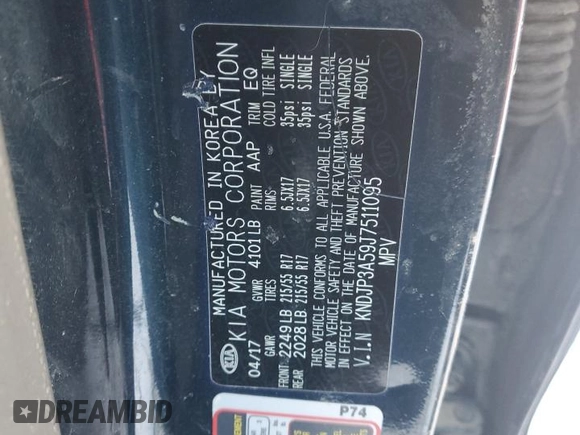 MANUFACTURED IN KOREA BY
KIA MOTORS CORPORATION
KIA
04/17 GVWR 4101LB PAINT AAP TRIM EQ
GAWR TIRES RIMS: COLD TIRE INFL
FRONT: 2249LB 215/55 R17 6.5JX17 35psi SINGLE
REAR 2028LB 215/55 R17 6.5JX17 35psi SINGLE
THIS VEHICLE CONFORMS TO ALL APPLICABLE U.S.A. FEDERAL
MOTOR VEHICLE SAFETY AND THEFT PREVENTION STANDARDS
IN EFFECT ON THE DATE OF MANUFACTURE SHOWN ABOVE.
V.I.N KNDJP3A59J7511095
MPV
P74
DREAMBID